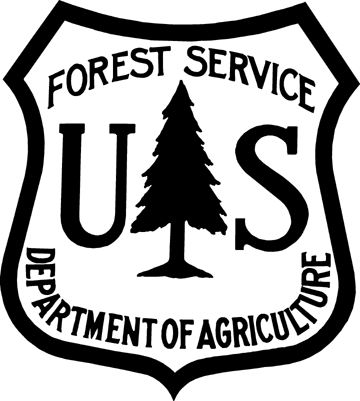 FOREST SERVICE
U S
DEPARTMENT OF AGRICULTURE